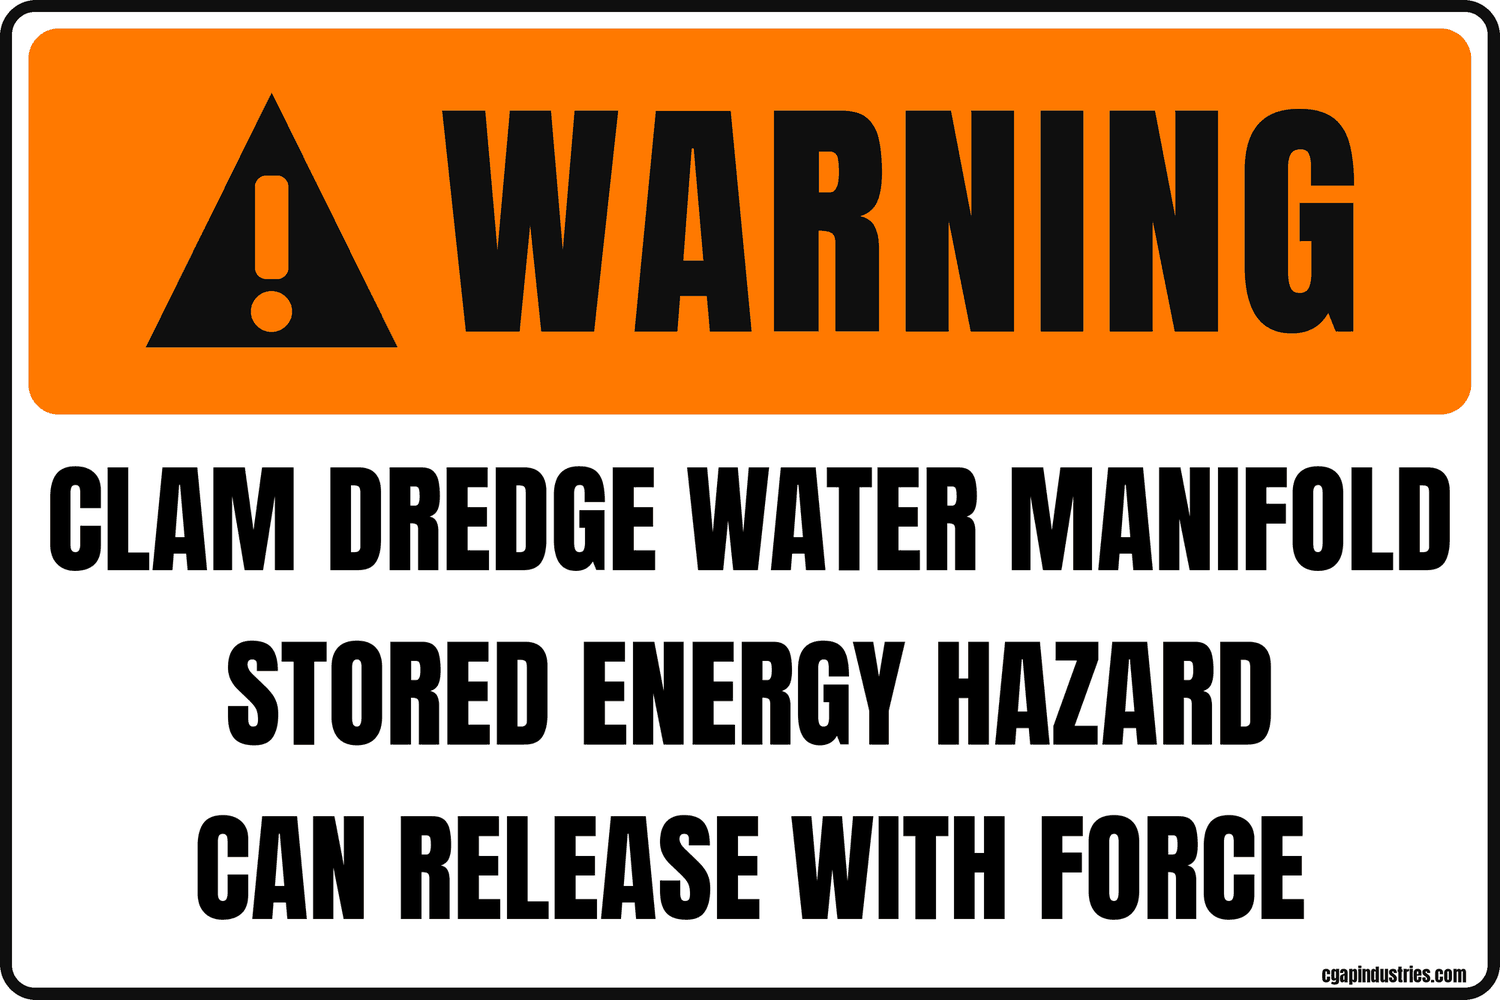 WARNING
CLAM DREDGE WATER MANIFOLD
STORED ENERGY HAZARD
CAN RELEASE WITH FORCE
cgapindustries.com